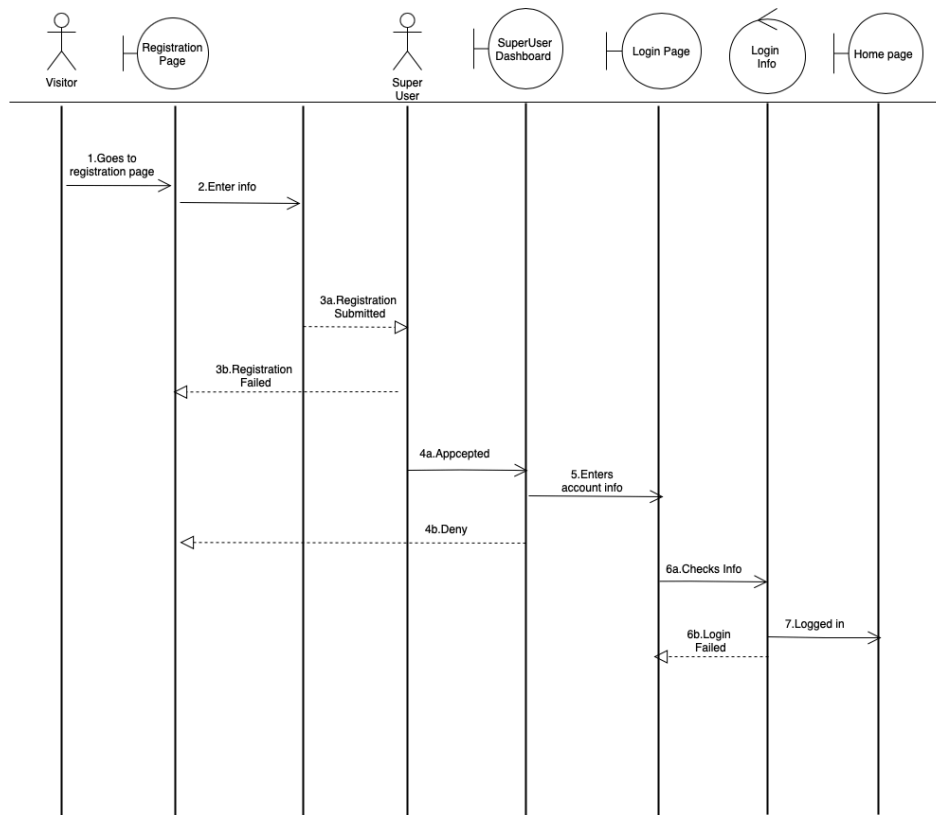 Visitor
Registration
Page
Super
User
SuperUser
Dashboard
Login Page
Login
Info
Home page
1.Goes to
registration page
2.Enter info
3a.Registration
Submitted
3b.Registration
Failed
4a.Appcepted
5.Enters
account info
4b.Deny
6a.Checks Info
7.Logged in
6b.Login
Failed